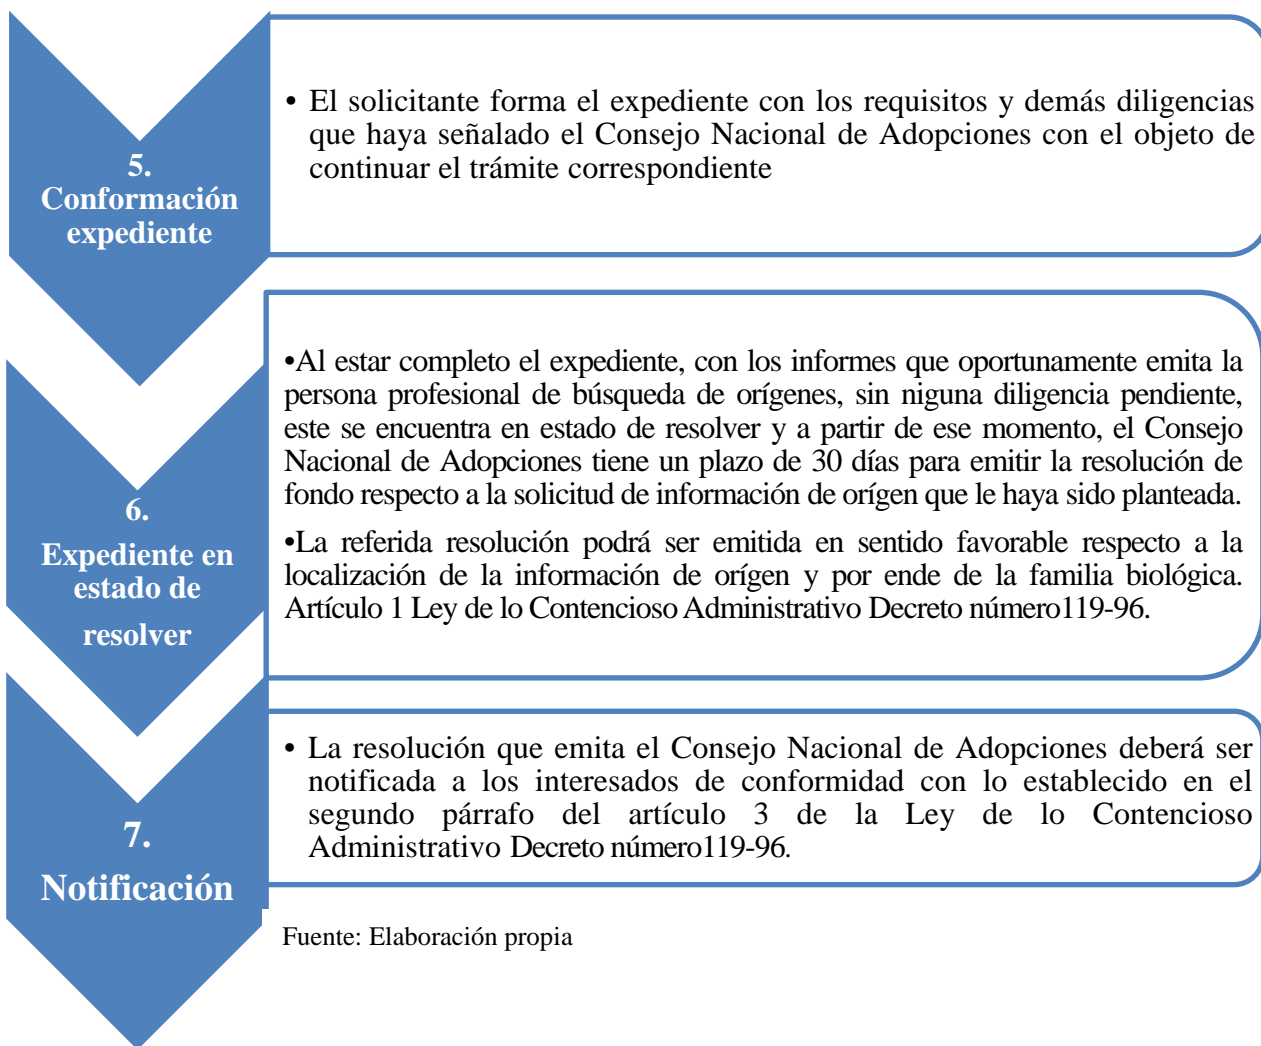 5.
Conformación
expediente
• El solicitante forma el expediente con los requisitos y demás diligencias
que haya señalado el Consejo Nacional de Adopciones con el objeto de
continuar el trámite correspondiente
6.
Expediente en
estado de
resolver
•Al estar completo el expediente, con los informes que oportunamente emita la
persona profesional de búsqueda de orígenes, sin niguna diligencia pendiente,
este se encuentra en estado de resolver y a partir de ese momento, el Consejo
Nacional de Adopciones tiene un plazo de 30 días para emitir la resolución de
fondo respecto a la solicitud de información de orígen que le haya sido planteada.
•La referida resolución podrá ser emitida en sentido favorable respecto a la
localización de la información de orígen y por ende de la familia biológica.
Artículo 1 Ley de lo Contencioso Administrativo Decreto número119-96.
7.
Notificación
• La resolución que emita el Consejo Nacional de Adopciones deberá ser
notificada a los interesados de conformidad con lo establecido en el
segundo párrafo del artículo 3 de la Ley de lo Contencioso
Administrativo Decreto número119-96.
Fuente: Elaboración propia